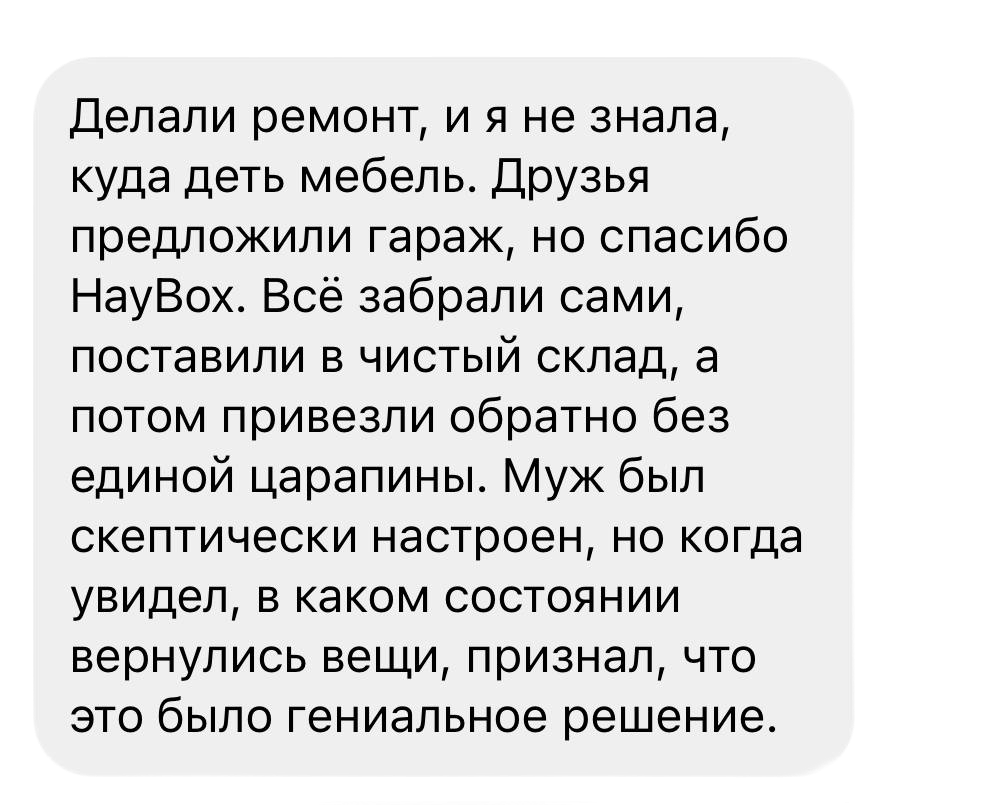 Делали ремонт, и я не знала,
куда деть мебель. Друзья
предложили гараж, но спасибо
HayBox. Всё забрали сами,
поставили в чистый склад, а
потом привезли обратно без
единой царапины. Муж был
скептически настроен, но когда
увидел, в каком состоянии
вернулись вещи, признал, что
это было гениальное решение.